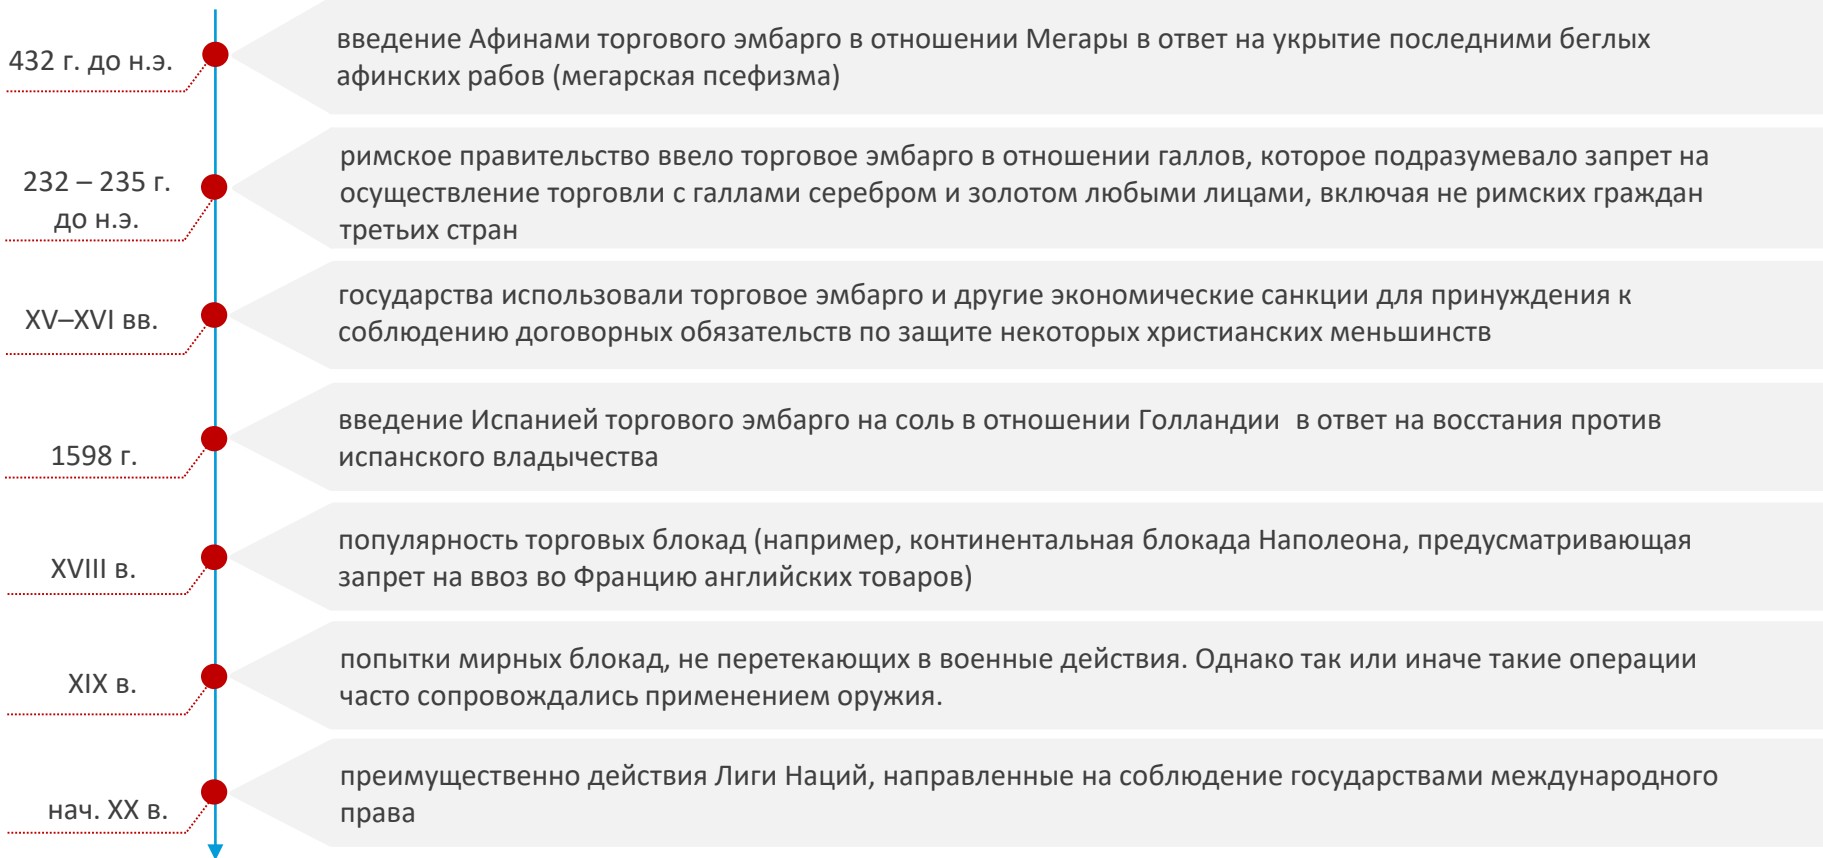 432 г. до н.э.
введение Афинами торгового эмбарго в отношении Мегары в ответ на укрытие последними беглых
афинских рабов (мегарская псефизма)
232 – 235 г.
до н.э.
римское правительство ввело торговое эмбарго в отношении галлов, которое подразумевало запрет на
осуществление торговли с галлами серебром и золотом любыми лицами, включая не римских граждан
третьих стран
XV–XVI вв.
государства использовали торговое эмбарго и другие экономические санкции для принуждения к
соблюдению договорных обязательств по защите некоторых христианских меньшинств
1598 г.
введение Испанией торгового эмбарго на соль в отношении Голландии  в ответ на восстания против
испанского владычества
XVIII в.
популярность торговых блокад (например, континентальная блокада Наполеона, предусматривающая
запрет на ввоз во Францию английских товаров)
XIX в.
попытки мирных блокад, не перетекающих в военные действия. Однако так или иначе такие операции
часто сопровождались применением оружия.
нач. XX в.
преимущественно действия Лиги Наций, направленные на соблюдение государствами международного
права